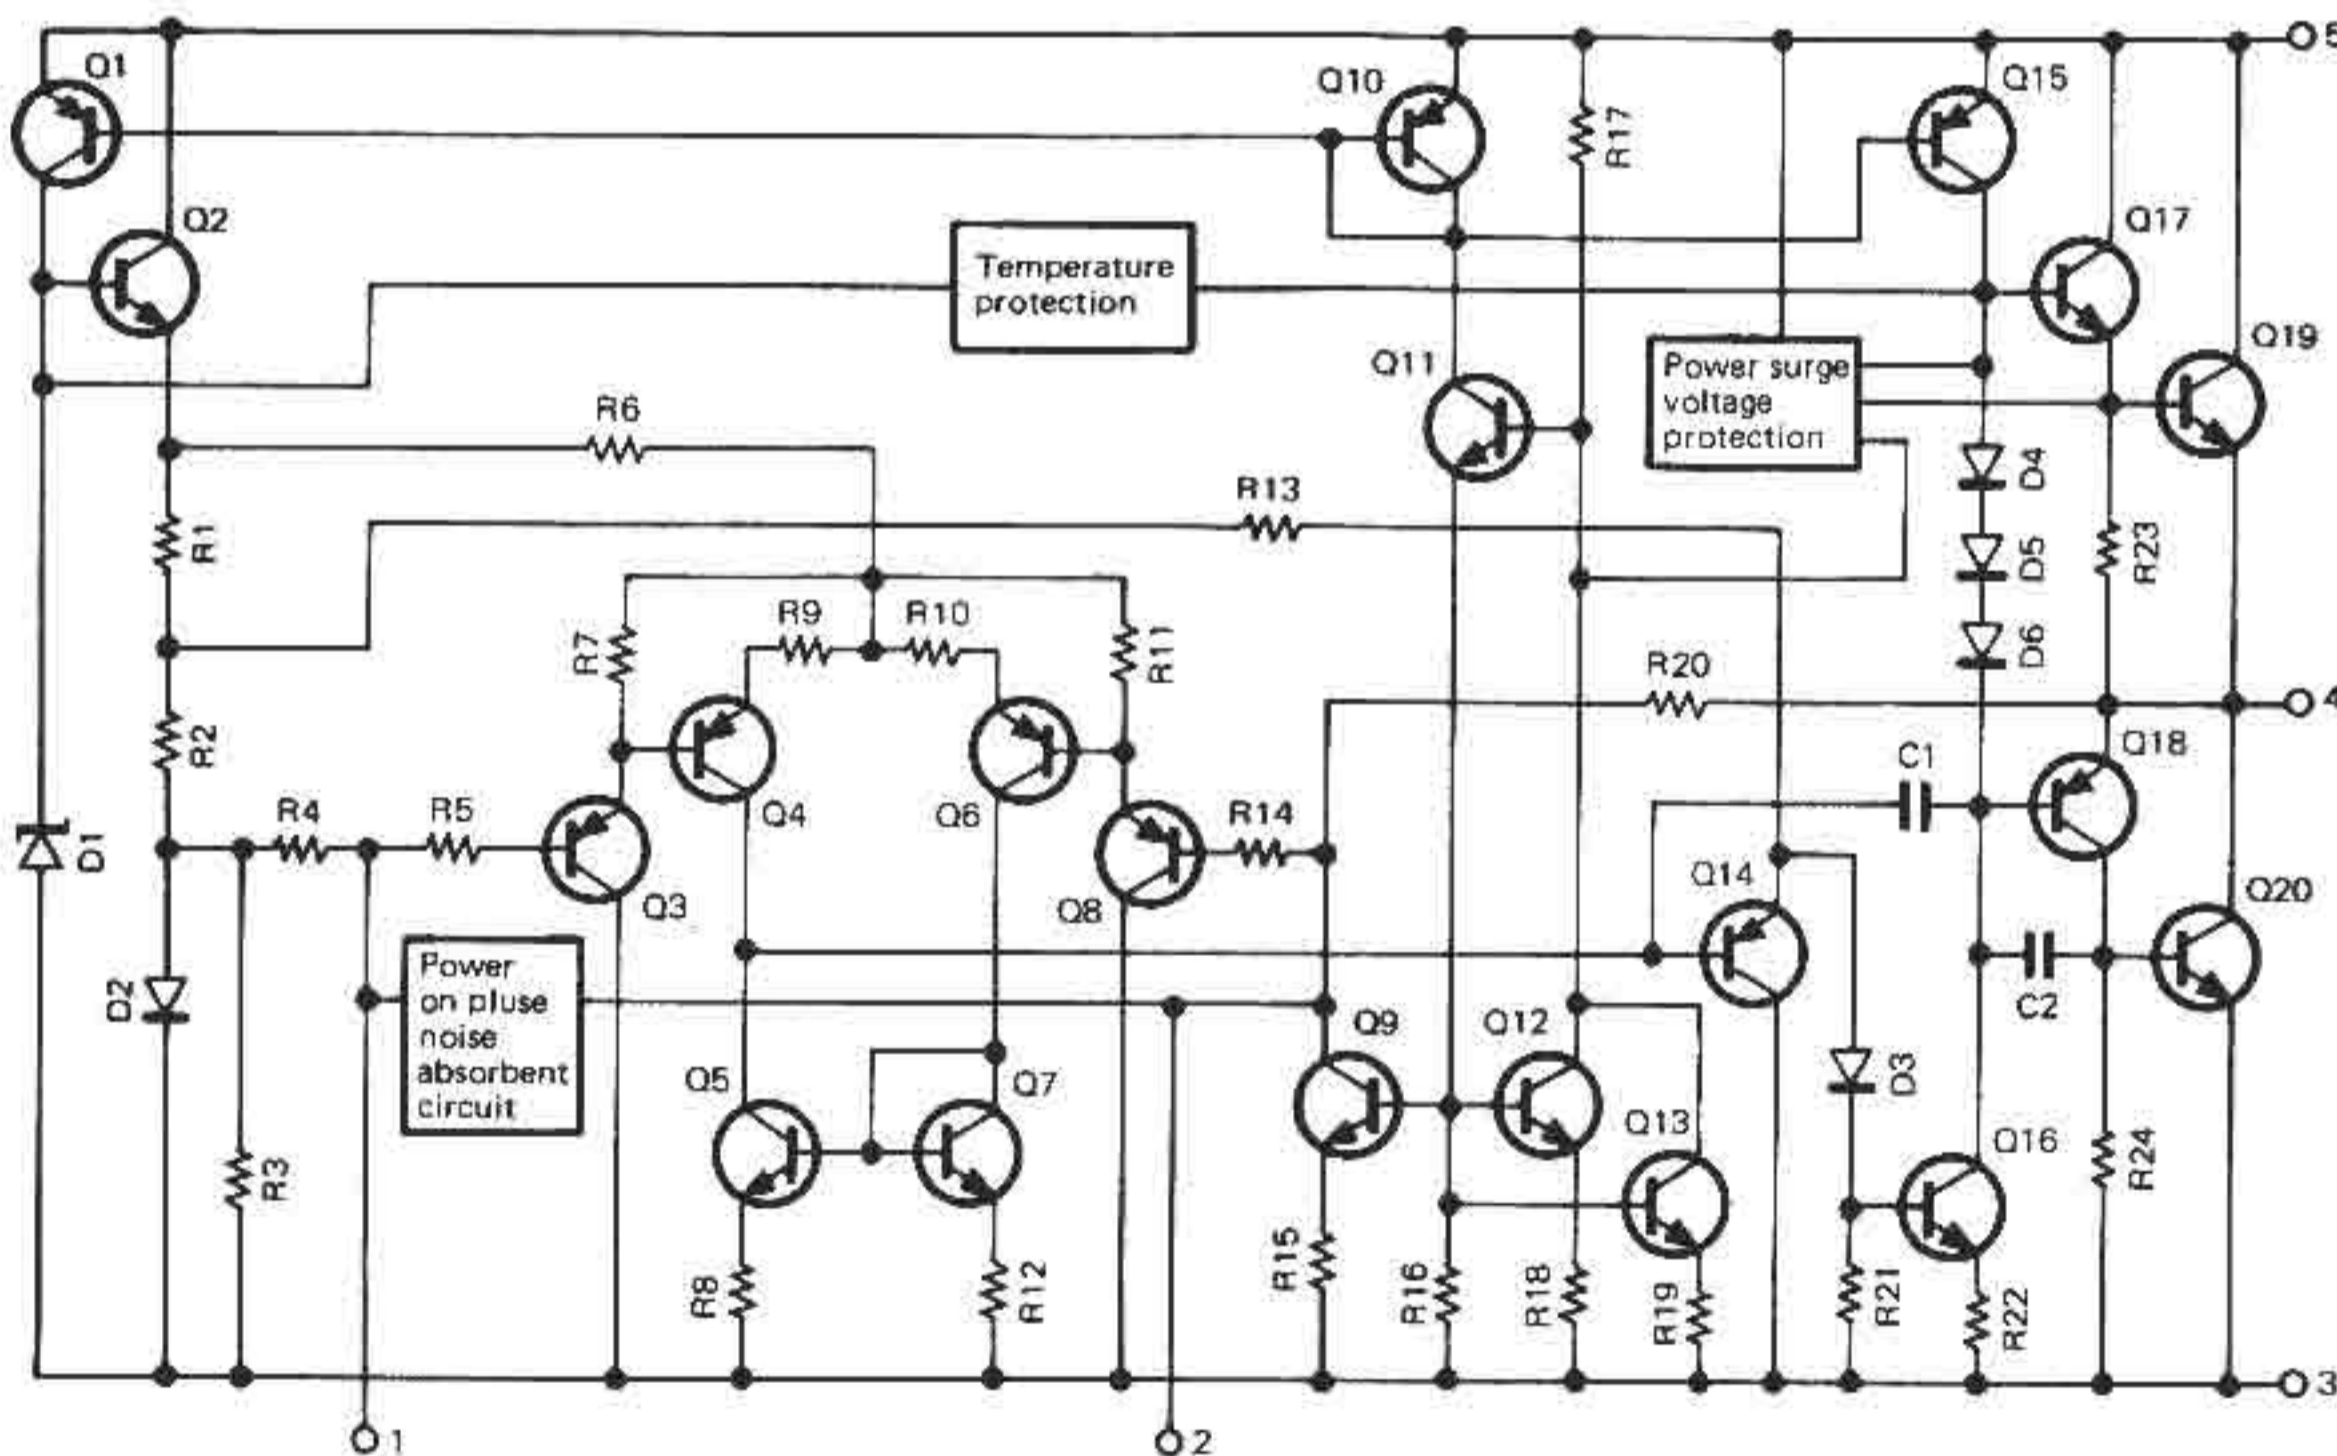 Q1
Q10
Q15
5
R17
Q2
Q17
Temperature
protection
Q11
Power surge
voltage
protection
Q19
R6
D4
R13
R1
D5
R23
R9
R10
R7
R11
D6
R20
4
R2
C1
Q18
R4
R5
Q4
Q6
R14
D1
Q3
Q8
Q14
Q20
Power
on pluse
noise
absorbent
circuit
D2
C2
Q9
Q12
Q5
Q7
D3
Q13
Q16
R3
R24
R15
R8
R12
R16
R18
R19
R21
R22
3
1
2